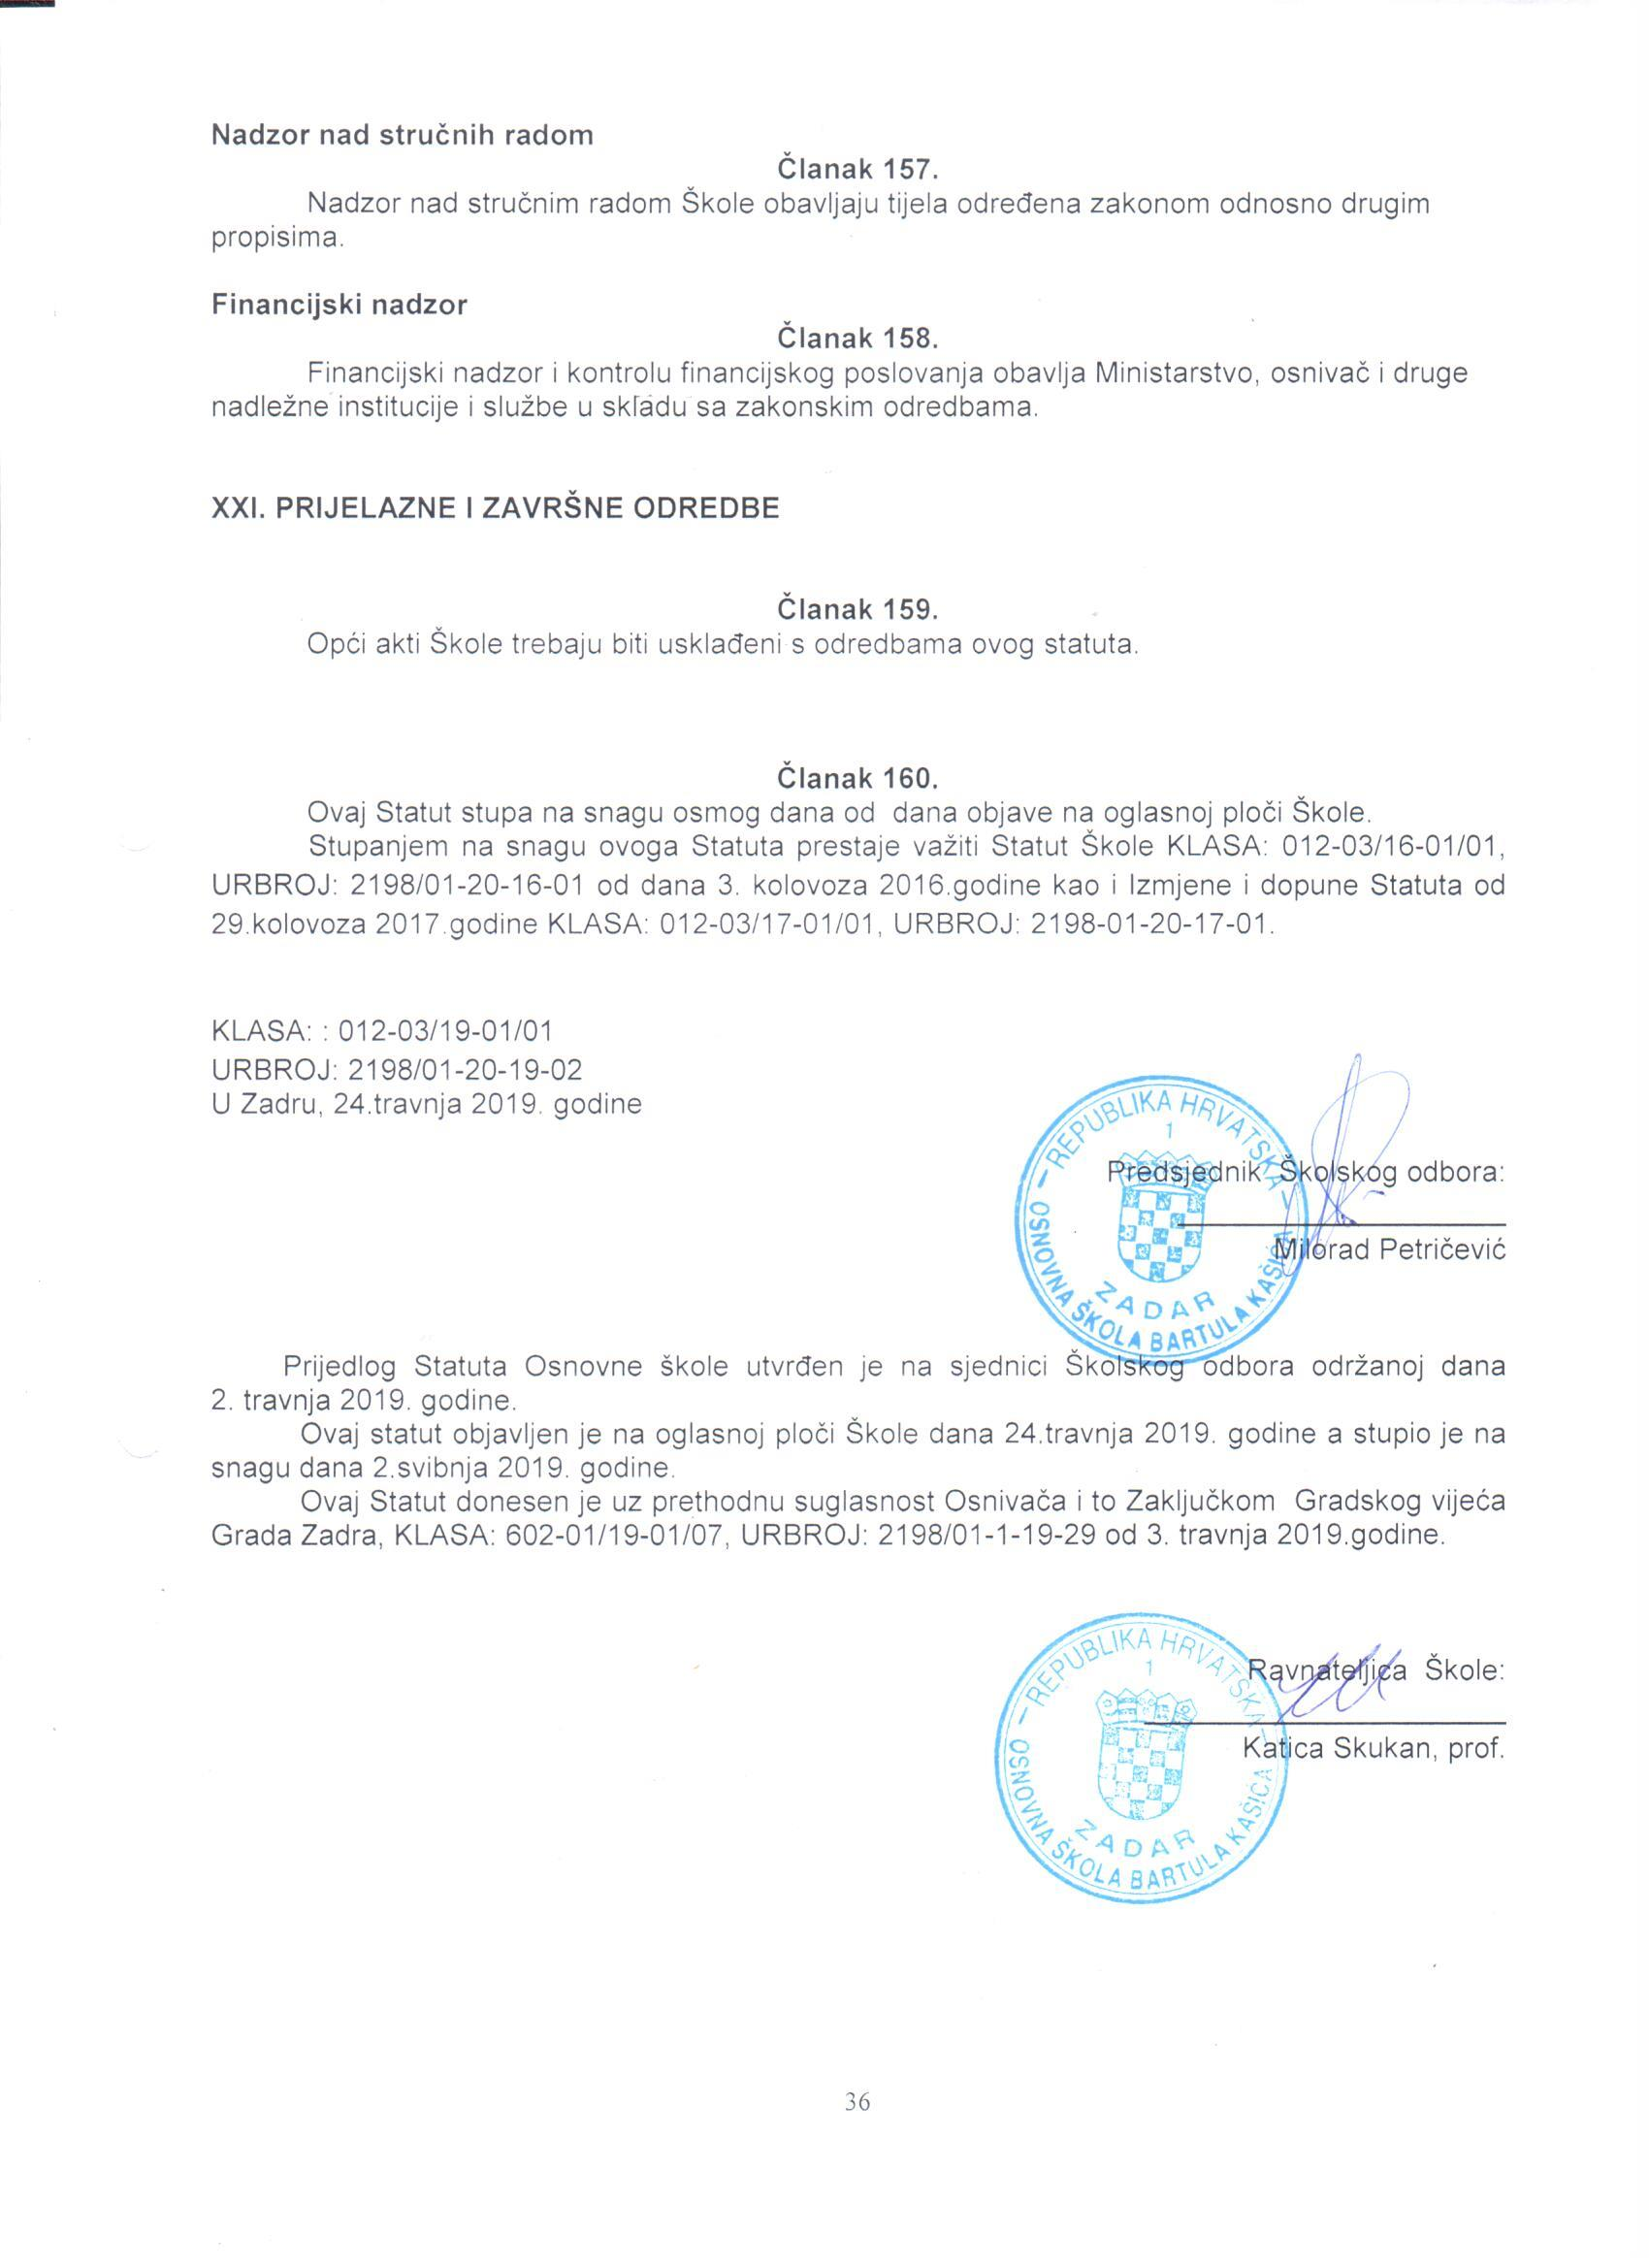 Nadzor nad stručnih radom
Članak 157.
Nadzor nad stručnim radom Škole obavljaju tijela određena zakonom odnosno drugim
propisima.
Financijski nadzor
Članak 158.
Financijski nadzor i kontrolu financijskog poslovanja obavlja Ministarstvo, osnivač i druge
nadležne institucije i službe u skladu sa zakonskim odredbama.
XXI. PRIJELAZNE I ZAVRŠNE ODREDBE
Članak 159.
Opći akti Škole trebaju biti usklađeni s odredbama ovog statuta.
Članak 160.
Ovaj Statut stupa na snagu osmog dana od  dana objave na oglasnoj ploči Škole.
Stupanjem na snagu ovoga Statuta prestaje važiti Statut Škole KLASA: 012-03/16-01/01,
URBROJ: 2198/01-20-16-01 od dana 3. kolovoza 2016.godine kao i Izmjene i dopune Statuta od
29.kolovoza 2017.godine KLASA: 012-03/17-01/01, URBROJ: 2198-01-20-17-01.
KLASA: : 012-03/19-01/01
URBROJ: 2198/01-20-19-02
U Zadru, 24.travnja 2019. godine
– REPUBLIKA HRVATSKA –
1
Predsjednik Školskog odbora:
Milorad Petričević
ZADAR
OSNOVNA ŠKOLA BARTULA KAŠIĆA
Prijedlog Statuta Osnovne škole utvrđen je na sjednici Školskog odbora održanoj dana
2. travnja 2019. godine.
Ovaj statut objavljen je na oglasnoj ploči Škole dana 24.travnja 2019. godine a stupio je na
snagu dana 2.svibnja 2019. godine.
Ovaj Statut donesen je uz prethodnu suglasnost Osnivača i to Zaključkom  Gradskog vijeća
Grada Zadra, KLASA: 602-01/19-01/07, URBROJ: 2198/01-1-19-29 od 3. travnja 2019.godine.
– REPUBLIKA HRVATSKA –
1
Ravnateljica Škole:
Katica Skukan, prof.
ZADAR
OSNOVNA ŠKOLA BARTULA KAŠIĆA
36